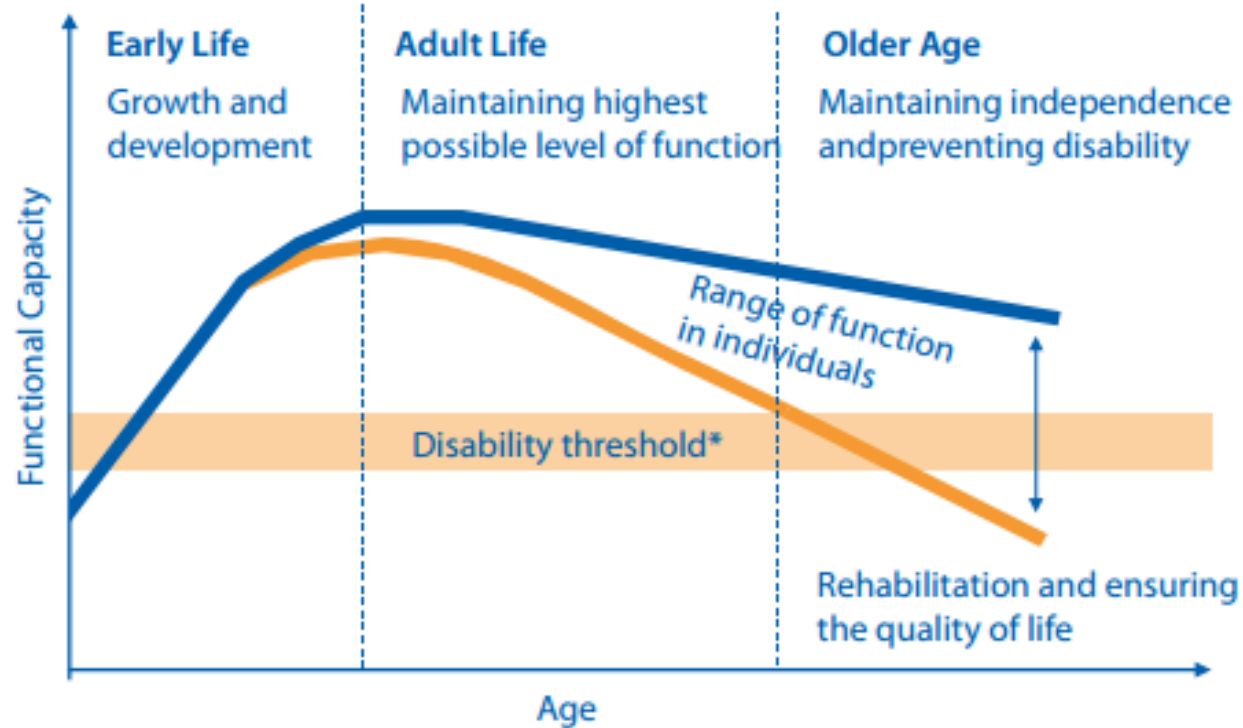 Early Life
Growth and
development
Adult Life
Maintaining highest
possible level of function
Older Age
Maintaining independence
andpreventing disability
Functional Capacity
Range of function
in individuals
Disability threshold*
Rehabilitation and ensuring
the quality of life
Age